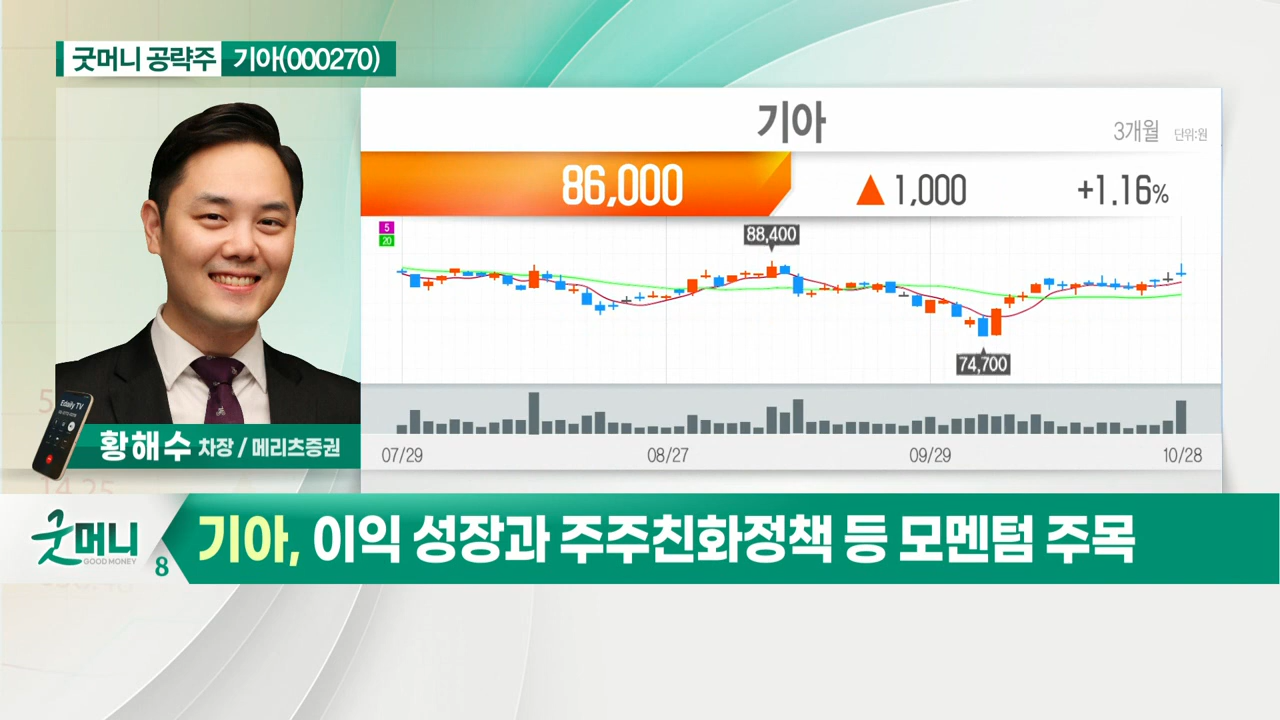 굿머니 공략주 기아(000270)
기아
3개월 단위:원
86,000 ▲ 1,000 +1.16%
5
20
88,400
74,700
07/29 08/27 09/29 10/28
Edaily TV
황해수 차장 / 메리츠증권
14.25
굿머니
GOOD MONEY
8
기아, 이익 성장과 주주친화정책 등 모멘텀 주목